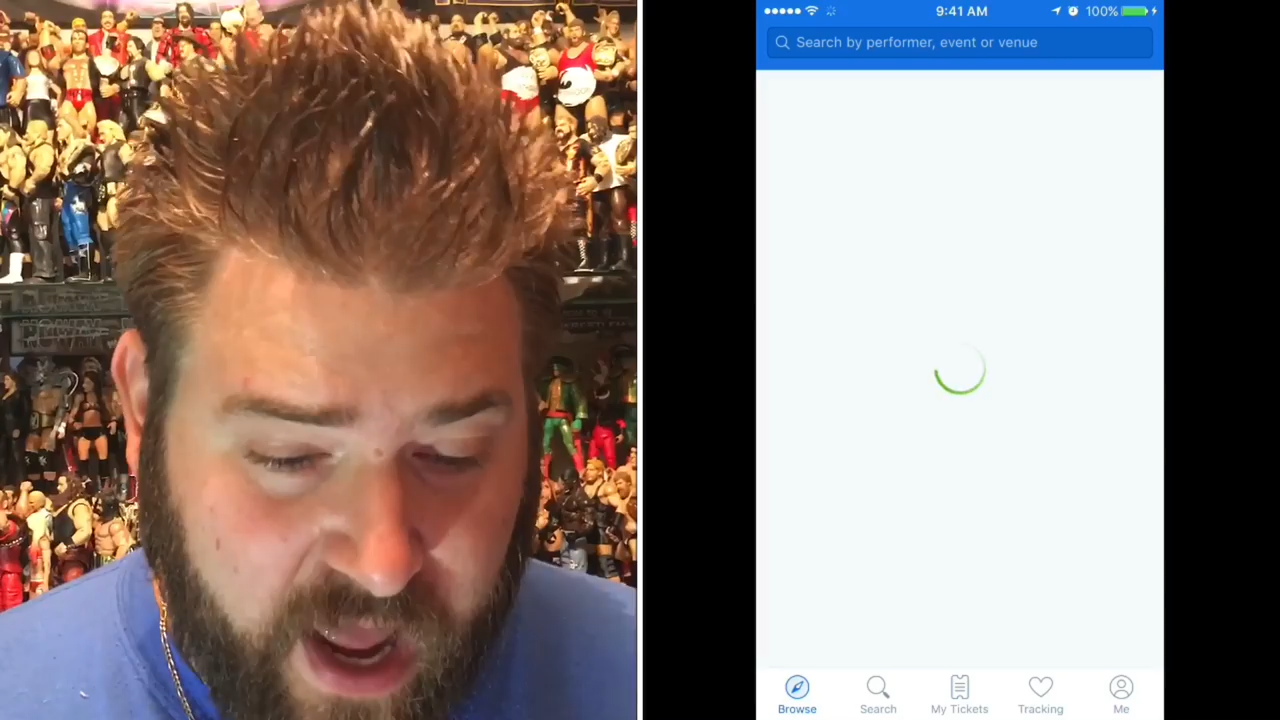 9:41 AM
100%
Search by performer, event or venue
Browse
Search
My Tickets
Tracking
Me